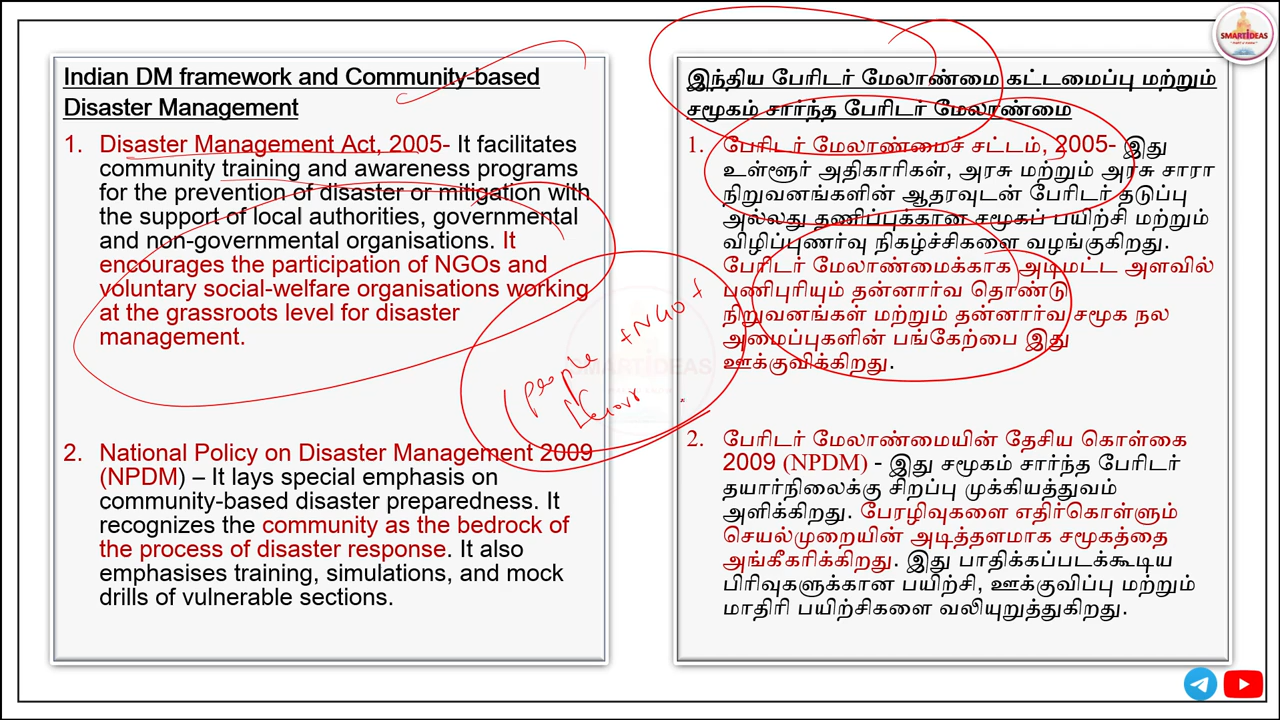 SMARTIDEAS
Indian DM framework and Community-based
Disaster Management
1. Disaster Management Act, 2005- It facilitates
community training and awareness programs
for the prevention of disaster or mitigation with
the support of local authorities, governmental
and non-governmental organisations. It
encourages the participation of NGOs and
voluntary social-welfare organisations working
at the grassroots level for disaster
management.
2. National Policy on Disaster Management 2009
(NPDM) – It lays special emphasis on
community-based disaster preparedness. It
recognizes the community as the bedrock of
the process of disaster response. It also
emphasises training, simulations, and mock
drills of vulnerable sections.
people +NGO+
Govt
SMARTIDEAS
இந்திய பேரிடர் மேலாண்மை கட்டமைப்பு மற்றும்
சமூகம் சார்ந்த பேரிடர் மேலாண்மை
1. பேரிடர் மேலாண்மைச் சட்டம், 2005- இது
உள்ளூர் அதிகாரிகள், அரசு மற்றும் அரசு சாரா
நிறுவனங்களின் ஆதரவுடன் பேரிடர் தடுப்பு
அல்லது தணிப்புக்கான சமூகப் பயிற்சி மற்றும்
விழிப்புணர்வு நிகழ்ச்சிகளை வழங்குகிறது.
பேரிடர் மேலாண்மைக்காக அடிமட்ட அளவில்
பணிபுரியும் தன்னார்வ தொண்டு
நிறுவனங்கள் மற்றும் தன்னார்வ சமூக நல
அமைப்புகளின் பங்கேற்பை இது
ஊக்குவிக்கிறது.
2. பேரிடர் மேலாண்மையின் தேசிய கொள்கை
2009 (NPDM) - இது சமூகம் சார்ந்த பேரிடர்
தயார்நிலைக்கு சிறப்பு முக்கியத்துவம்
அளிக்கிறது. பேரழிவுகளை எதிர்கொள்ளும்
செயல்முறையின் அடித்தளமாக சமூகத்தை
அங்கீகரிக்கிறது. இது பாதிக்கப்படக்கூடிய
பிரிவுகளுக்கான பயிற்சி, ஊக்குவிப்பு மற்றும்
மாதிரி பயிற்சிகளை வலியுறுத்துகிறது.